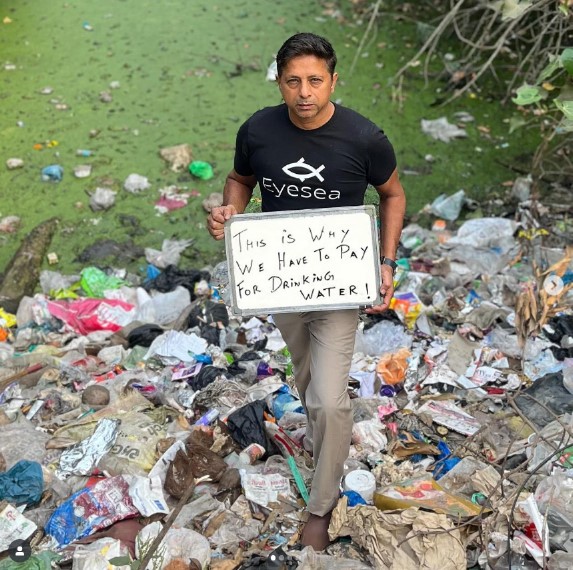 Eyesea
THIS IS WHY
WE HAVE TO PAY
FOR DRINKING
WATER!